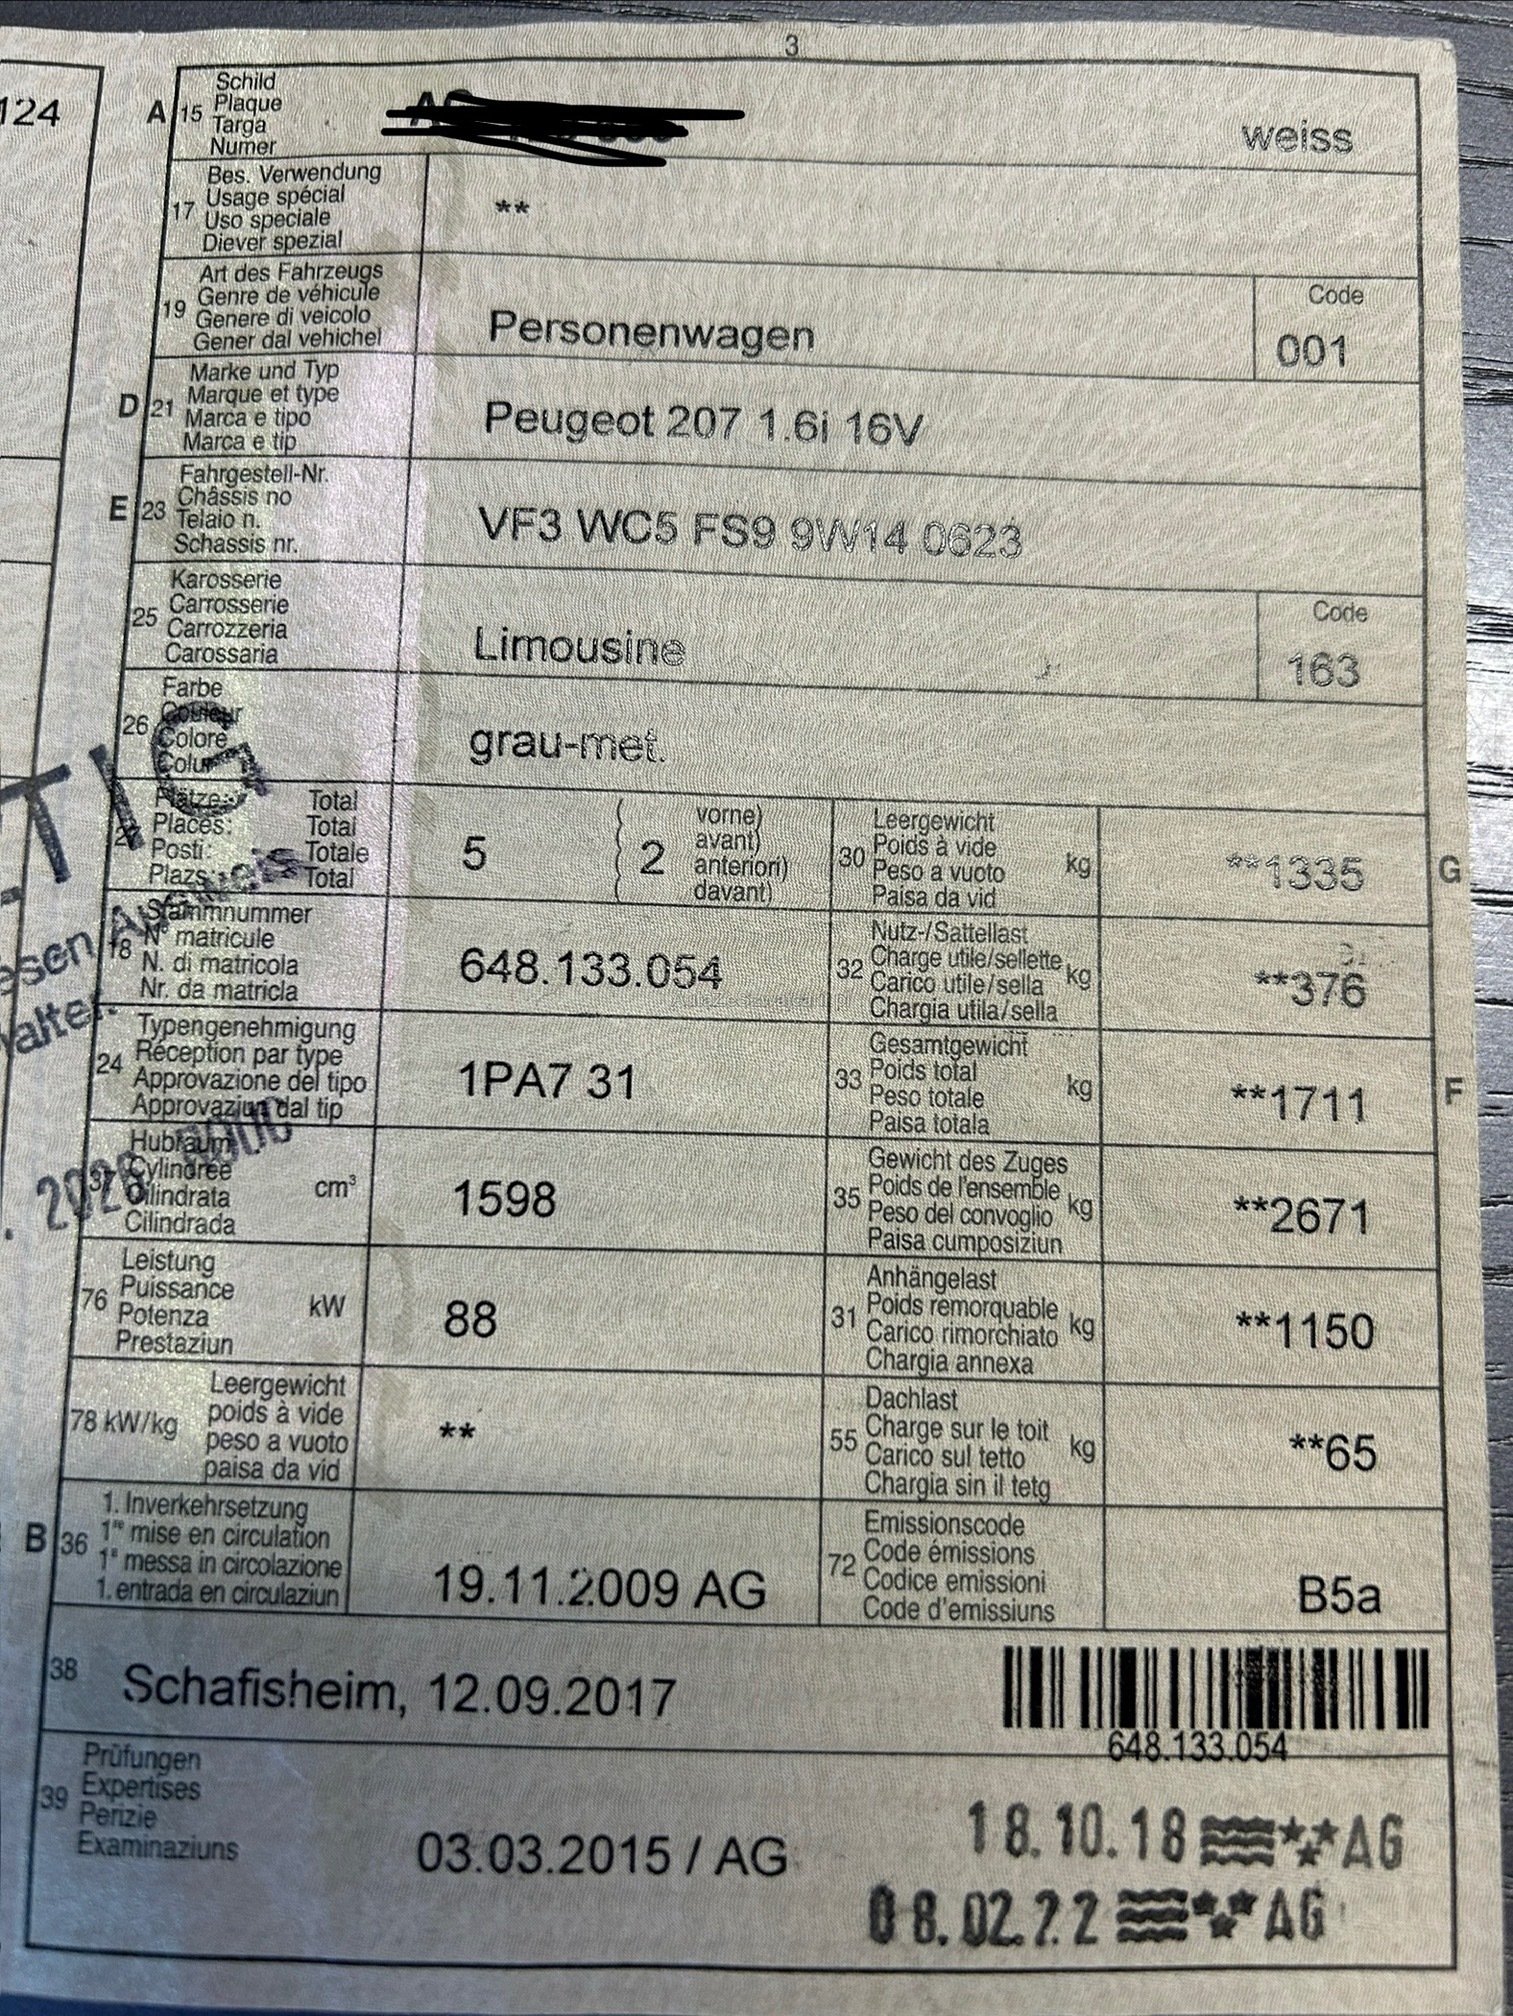 3
124
A 15 Schild
Plaque
Targa
Numer
weiss
17 Bes. Verwendung
Usage spécial
Uso speciale
Diever spezial
**
19 Art des Fahrzeugs
Genre de véhicule
Genere di veicolo
Gener dal vehichel
Personenwagen
Code
001
D 21 Marke und Typ
Marque et type
Marca e tipo
Marca e tip
Peugeot 207 1.6i 16V
E 23 Fahrgestell-Nr.
Châssis no
Telaio n.
Schassis nr.
VF3 WC5 FS9 9W14 0623
25 Karosserie
Carrosserie
Carrozzeria
Carossaria
Limousine
Code
163
26 Farbe
Couleur
Colore
Colur
grau-met.
Plätze: Total
Places: Total
Posti: Totale
Plazs: Total
5 ( 2 vorne)
avant)
anteriori)
davant)
30 Leergewicht
Poids à vide
Peso a vuoto
Paisa da vid
kg
**1335
G
18 Stammnummer
N° matricule
N. di matricola
Nr. da matricla
648.133.054
32 Nutz-/Sattellast
Charge utile/sellette
Carico utile/sella
Chargia utila/sella
kg
**376
24 Typengenehmigung
Réception par type
Approvazione del tipo
Approvaziun dal tip
1PA7 31
33 Gesamtgewicht
Poids total
Peso totale
Paisa totala
kg
**1711
F
37 Hubraum
Cylindrée
Cilindrata
Cilindrada
cm³
1598
35 Gewicht des Zuges
Poids de l'ensemble
Peso del convoglio
Paisa cumposiziun
kg
**2671
76 Leistung
Puissance
Potenza
Prestaziun
kW
88
31 Anhängelast
Poids remorquable
Carico rimorchiato
Chargia annexa
kg
**1150
78 kW/kg Leergewicht
poids à vide
peso a vuoto
paisa da vid
**
55 Dachlast
Charge sur le toit
Carico sul tetto
Chargia sin il tetg
kg
**65
B 36 1. Inverkehrsetzung
1re mise en circulation
1a messa in circolazione
1. entrada en circulaziun
19.11.2009 AG
72 Emissionscode
Code émissions
Codice emissioni
Code d'emissiuns
B5a
38 Schafisheim, 12.09.2017
648.133.054
39 Prüfungen
Expertises
Perizie
Examinaziuns
03.03.2015 / AG
18.10.18 AG
08.02.22 AG